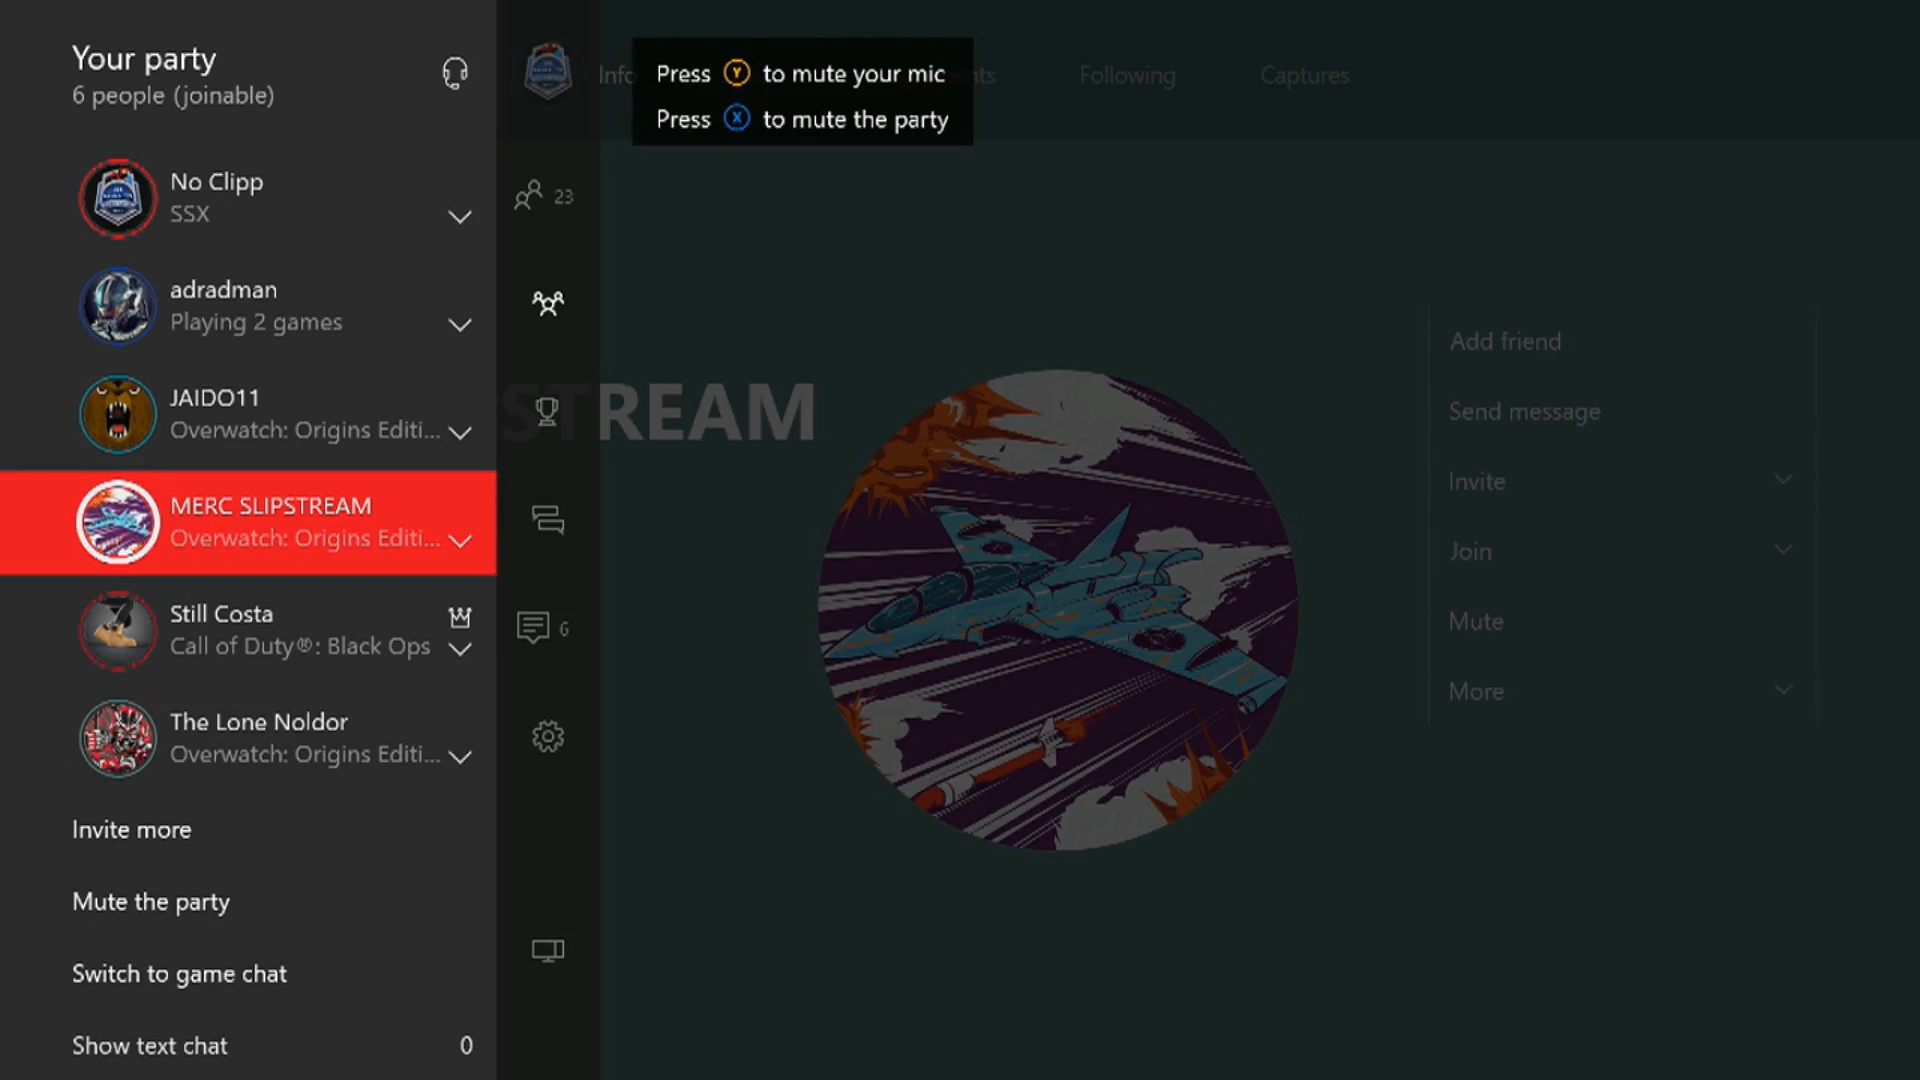 Your party
6 people (joinable)
No Clipp
SSX
adradman
Playing 2 games
JAIDO11
Overwatch: Origins Editi...
MERC SLIPSTREAM
Overwatch: Origins Editi...
Still Costa
Call of Duty®: Black Ops
The Lone Noldor
Overwatch: Origins Editi...
Invite more
Mute the party
Switch to game chat
Show text chat 0
23
6
Press Y to mute your mic
Press X to mute the party
Info
Following
Captures
STREAM
Add friend
Send message
Invite
Join
Mute
More